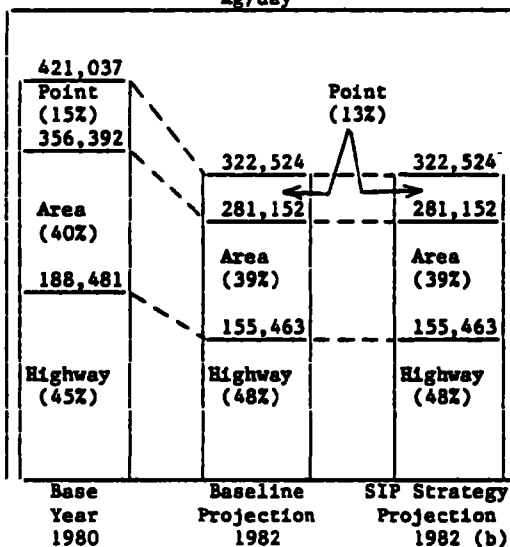 kg/day
421,037
Point
(15%)
356,392
Area
(40%)
188,481
Highway
(45%)
Point
(13%)
322,524
281,152
Area
(39%)
155,463
Highway
(48%)
322,524
281,152
Area
(39%)
155,463
Highway
(48%)
Base
Year
1980
Baseline
Projection
1982
SIP Strategy
Projection
1982 (b)